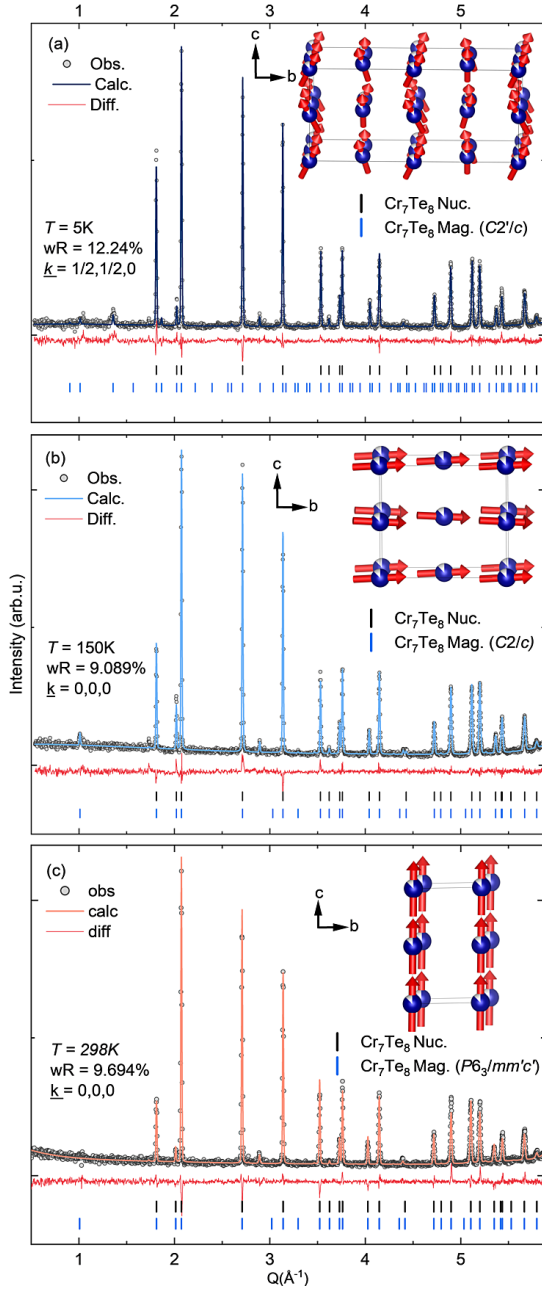 1 2 3 4 5
(a)
Obs.
Calc.
Diff.
c
b
T = 5K
wR = 12.24%
k = 1/2,1/2,0
Cr7Te8 Nuc.
Cr7Te8 Mag. (C2'/c)
(b)
Obs.
Calc.
Diff.
c
b
T = 150K
wR = 9.089%
k = 0,0,0
Cr7Te8 Nuc.
Cr7Te8 Mag. (C2/c)
Intensity (arb.u.)
(c)
obs
calc
diff
c
b
T = 298K
wR = 9.694%
k = 0,0,0
Cr7Te8 Nuc.
Cr7Te8 Mag. (P63/mm'c')
1 2 3 4 5
Q(Å-1)